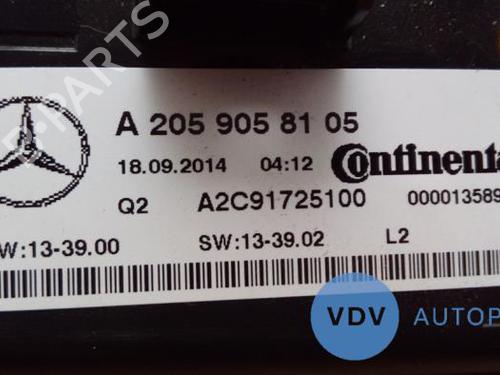 A 205 905 81 05
18.09.2014 04:12 Continenta
Q2 A2C91725100 0000013589
W:13-39.00 SW:13-39.02 L2
B-PARTS
VDV AUTOP